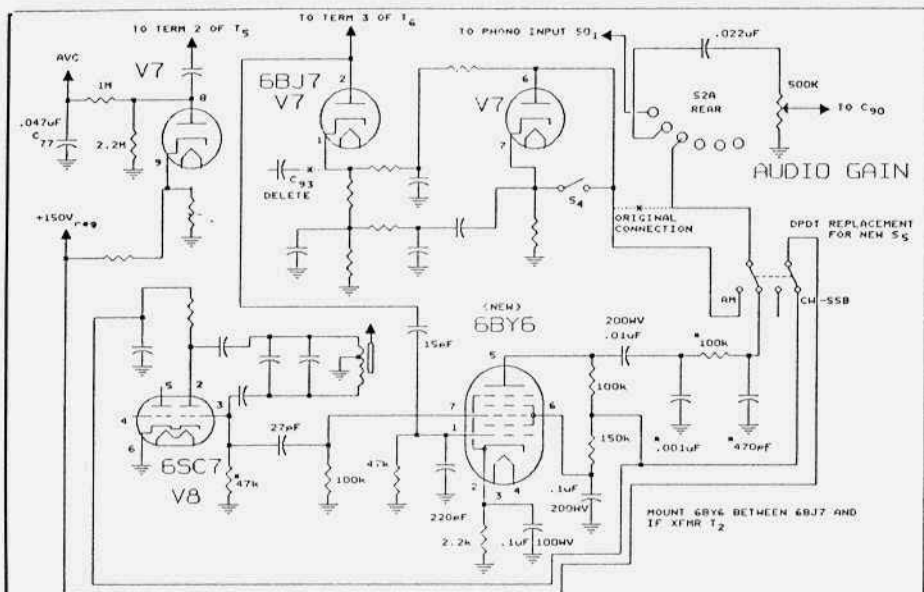 TO TERM 2 OF T5
TO TERM 3 OF T6
TO PHONO INPUT SO1
.022uF
AVC
V7
6BJ7
V7
V7
S2A
REAR
500K
TO C90
1M
8
2
6
.047uF
C77
2.2M
9
1
7
C93
DELETE
S4
AUDIO GAIN
ORIGINAL
CONNECTION
DPDT REPLACEMENT
FOR NEW S5
+150V reg
AM
CW-SSB
(NEW)
6BY6
200WV
.01uF
*100k
15pF
5
100k
5
2
4
3
7
6
1
150k
27pF
6
6SC7
V8
*47k
100k
47k
2
3
4
.1uF
200WV
*.001uF
*470pf
220pF
2.2k
.1uF
100WV
MOUNT 6BY6 BETWEEN 6BJ7 AND
IF XFMR T2